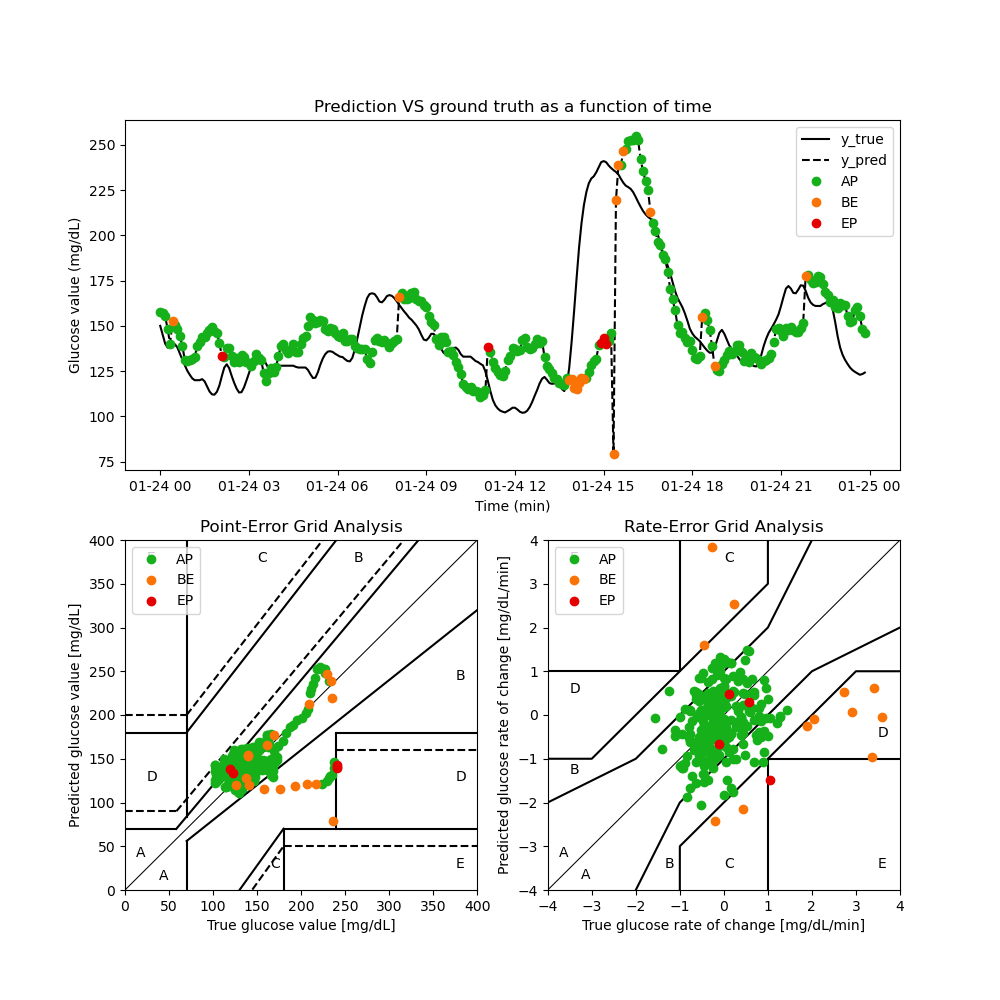 Prediction VS ground truth as a function of time
Glucose value (mg/dL)
250
225
200
175
150
125
100
75
y_true
y_pred
AP
BE
EP
01-24 00 01-24 03 01-24 06 01-24 09 01-24 12 01-24 15 01-24 18 01-24 21 01-25 00
Time (min)
Point-Error Grid Analysis
Predicted glucose value [mg/dL]
400
350
300
250
200
150
100
50
0
AP
BE
EP
C
B
B
D
D
A
A
C
E
0 50 100 150 200 250 300 350 400
True glucose value [mg/dL]
Rate-Error Grid Analysis
Predicted glucose rate of change [mg/dL/min]
4
3
2
1
0
−1
−2
−3
−4
AP
BE
EP
C
D
D
B
A
A
B
C
E
−4 −3 −2 −1 0 1 2 3 4
True glucose rate of change [mg/dL/min]